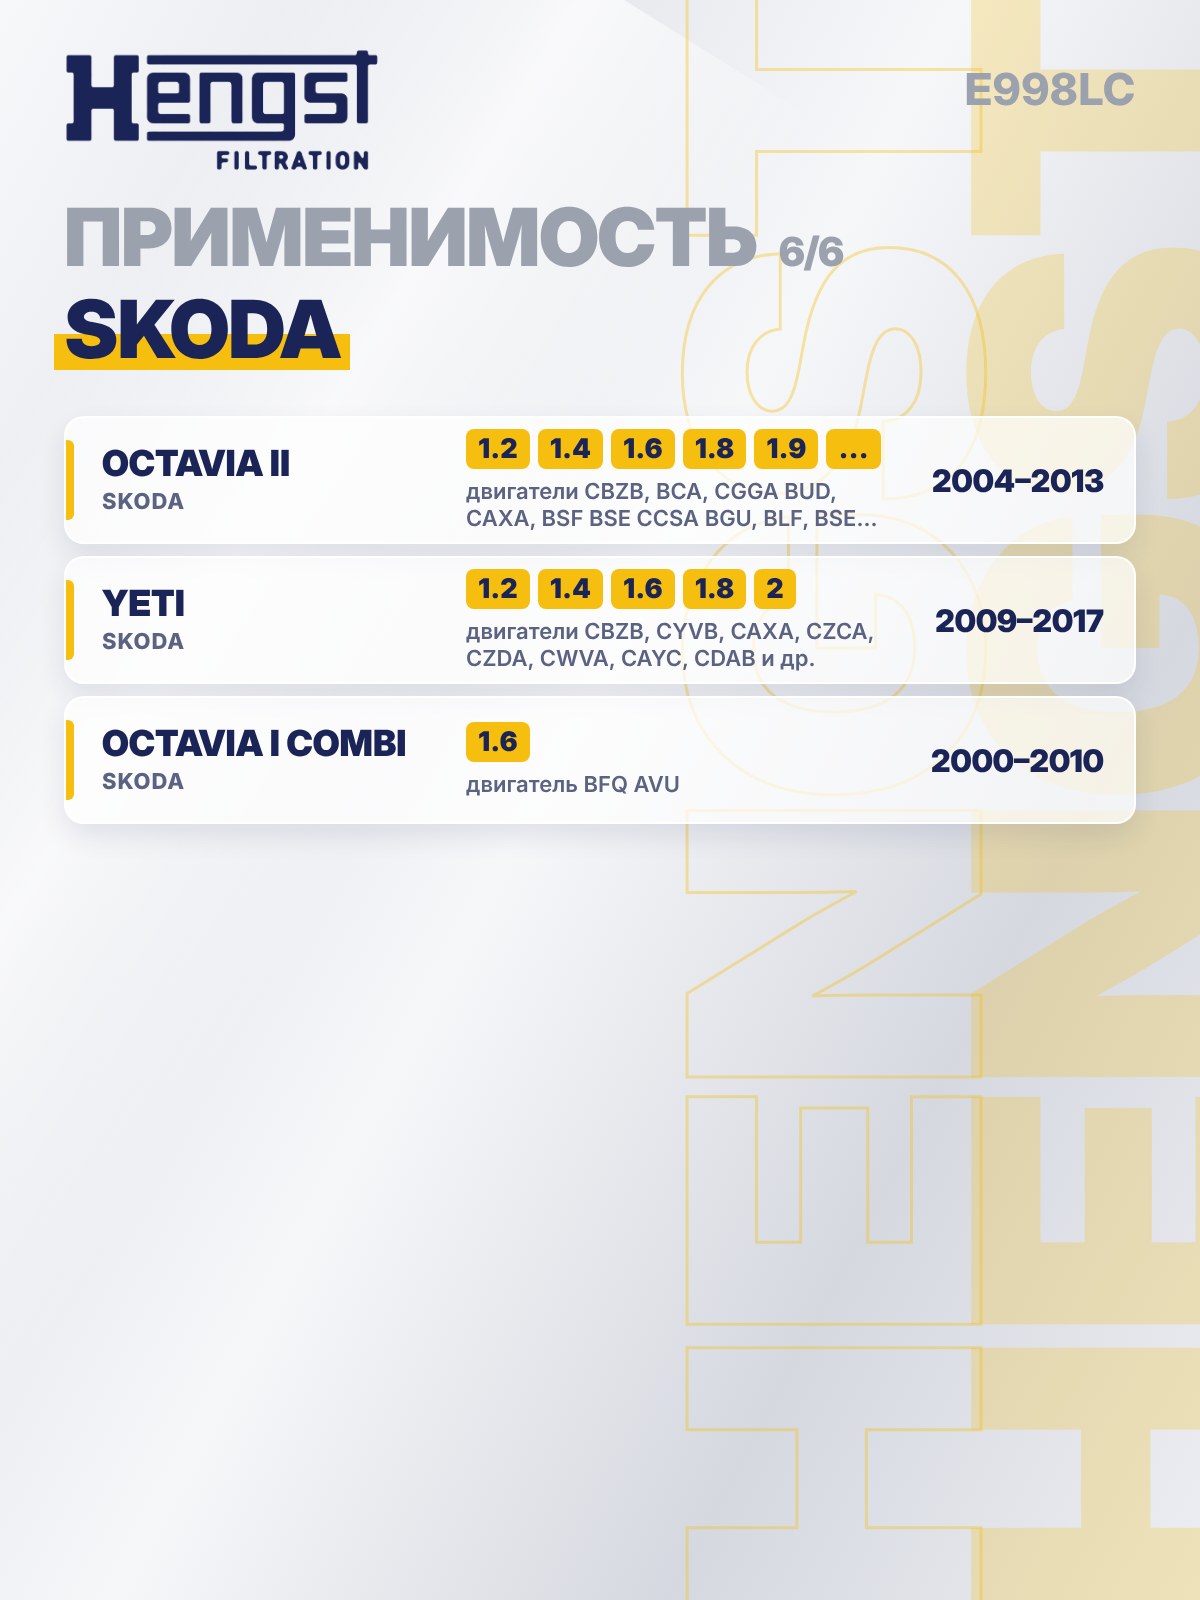 Hengst
FILTRATION
E998LC
ПРИМЕНИМОСТЬ 6/6
SKODA
OCTAVIA II
SKODA
1.2 1.4 1.6 1.8 1.9 ...
двигатели CBZB, BCA, CGGA BUD,
CAXA, BSF BSE CCSA BGU, BLF, BSE...
2004–2013
YETI
SKODA
1.2 1.4 1.6 1.8 2
двигатели CBZB, CYVB, CAXA, CZCA,
CZDA, CWVA, CAYC, CDAB и др.
2009–2017
OCTAVIA I COMBI
SKODA
1.6
двигатель BFQ AVU
2000–2010
HENGST
HENGST